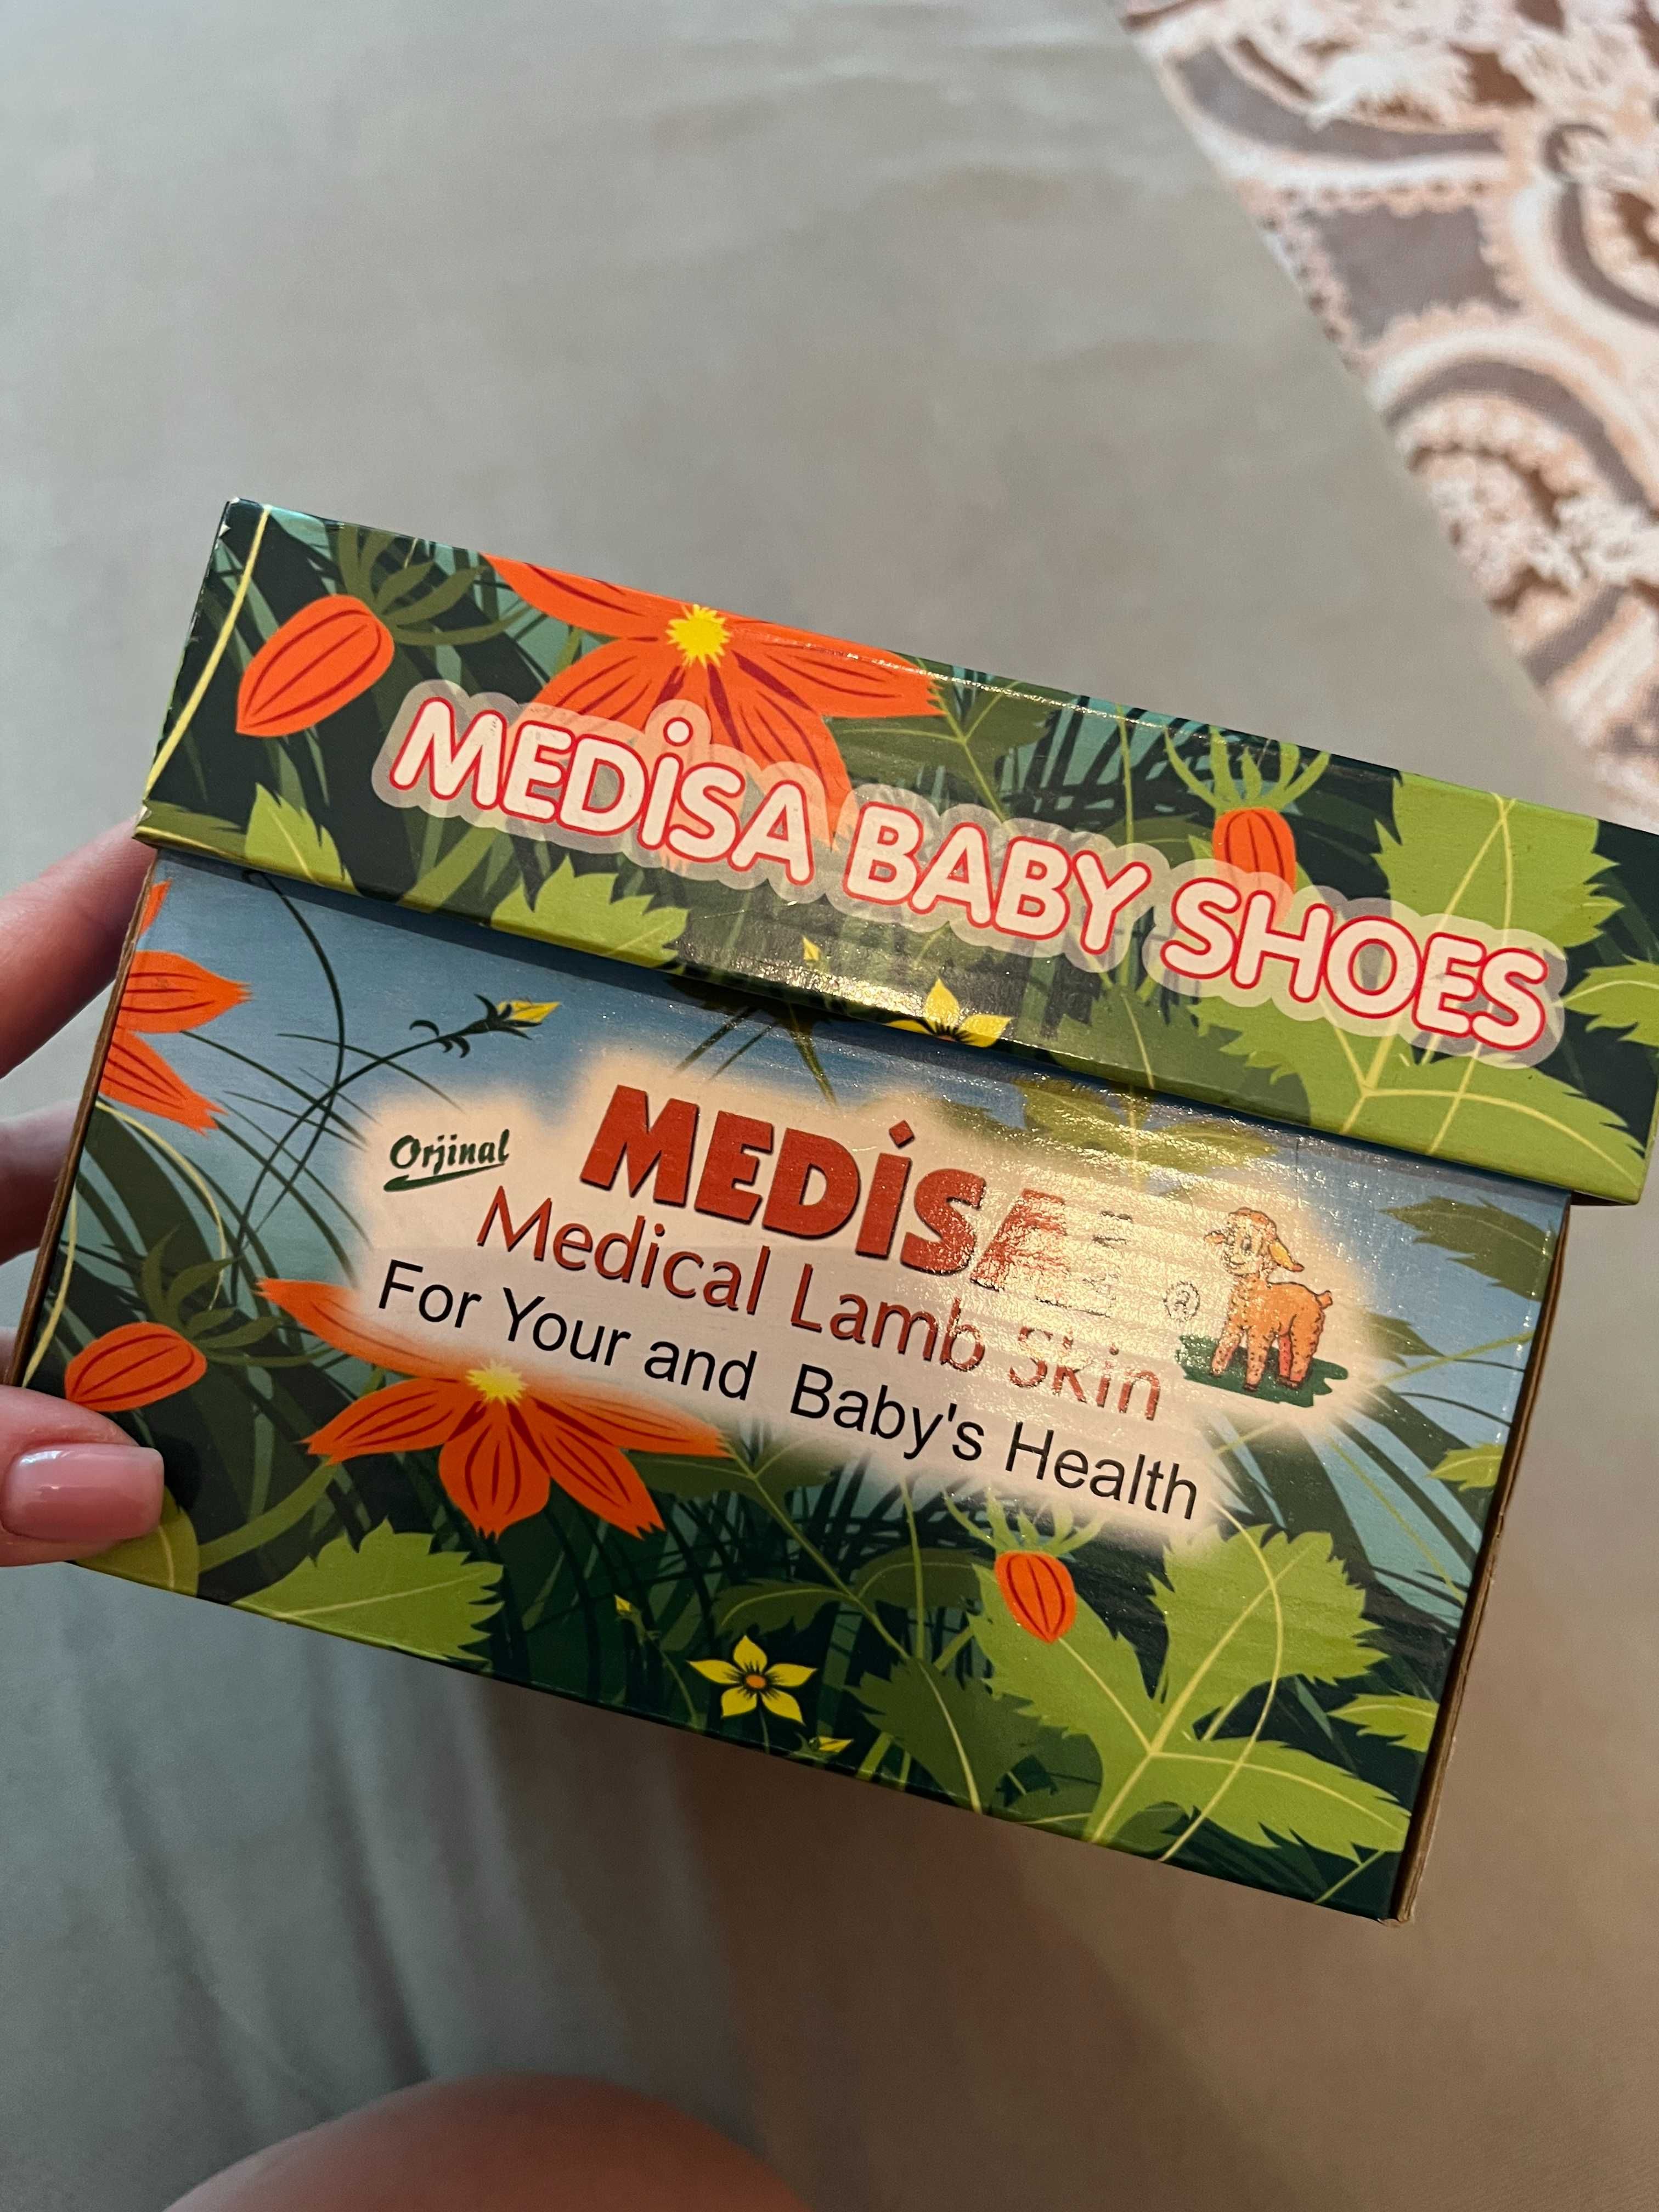 MEDİSA BABY SHOES
Orjinal
MEDİSA ®
Medical Lamb Skin
For Your and Baby's Health